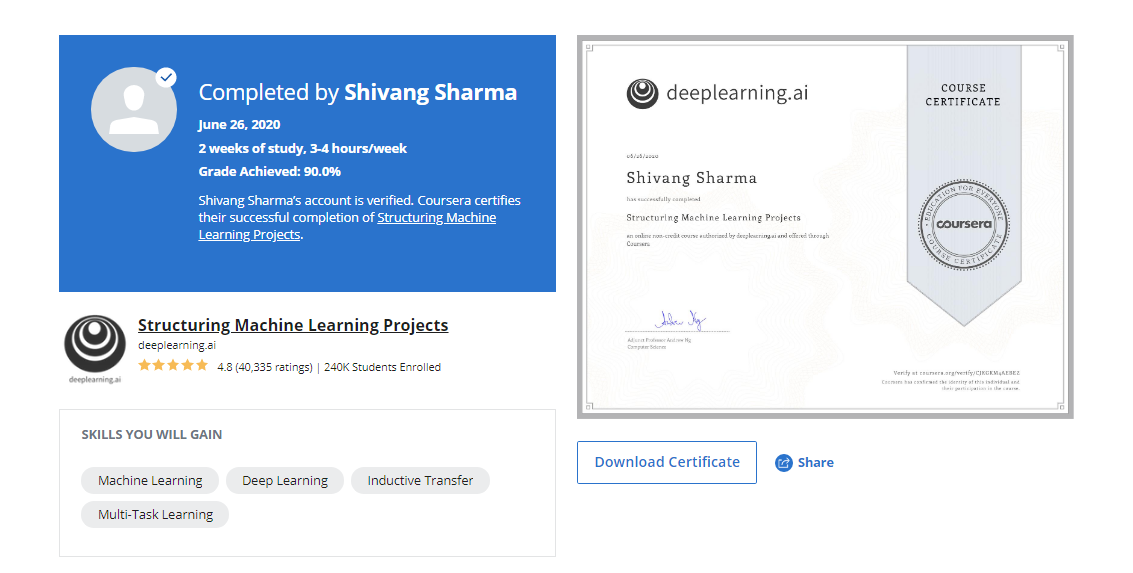 Completed by Shivang Sharma
June 26, 2020
2 weeks of study, 3-4 hours/week
Grade Achieved: 90.0%
Shivang Sharma's account is verified. Coursera certifies
their successful completion of Structuring Machine
Learning Projects.
Structuring Machine Learning Projects
deeplearning.ai
4.8 (40,335 ratings) | 240K Students Enrolled
deeplearning.ai
SKILLS YOU WILL GAIN
Machine Learning
Deep Learning
Inductive Transfer
Multi-Task Learning
deeplearning.ai
COURSE
CERTIFICATE
06/26/2020
Shivang Sharma
has successfully completed
Structuring Machine Learning Projects
an online non-credit course authorized by deeplearning.ai and offered through
Coursera
EDUCATION FOR EVERYONE
coursera
COURSE CERTIFICATE
Andrew Ng
Adjunct Professor Andrew Ng
Computer Science
Verify at coursera.org/verify/
Coursera has confirmed the identity of this individual and
their participation in the course.
Download Certificate
Share